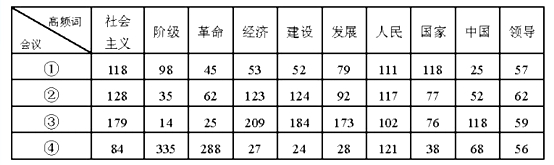 高频词
会议
社会主义 阶级 革命 经济 建设 发展 人民 国家 中国 领导
① 118 98 45 53 52 79 111 118 25 57
② 128 35 62 123 124 92 117 77 52 62
③ 179 14 25 209 184 173 102 76 118 59
④ 84 335 288 27 24 28 121 38 68 56